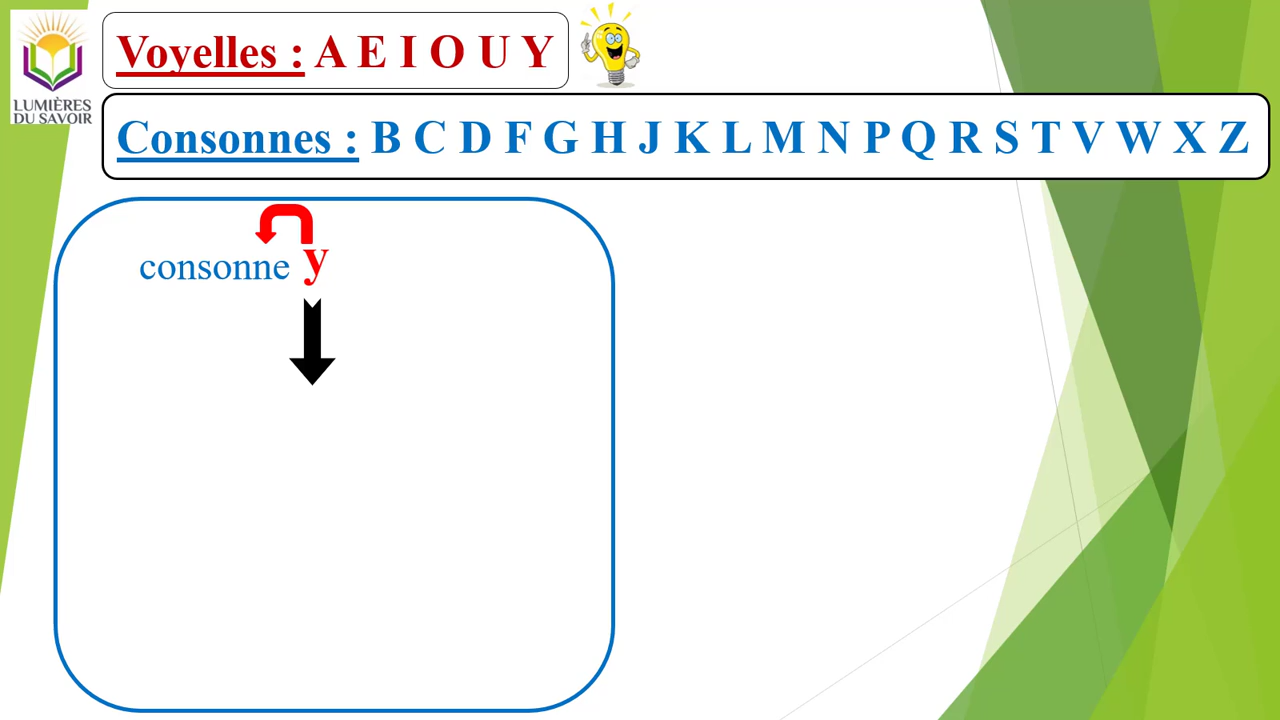 LUMIÈRES
DU SAVOIR
Voyelles : A E I O U Y
Consonnes : B C D F G H J K L M N P Q R S T V W X Z
consonne y